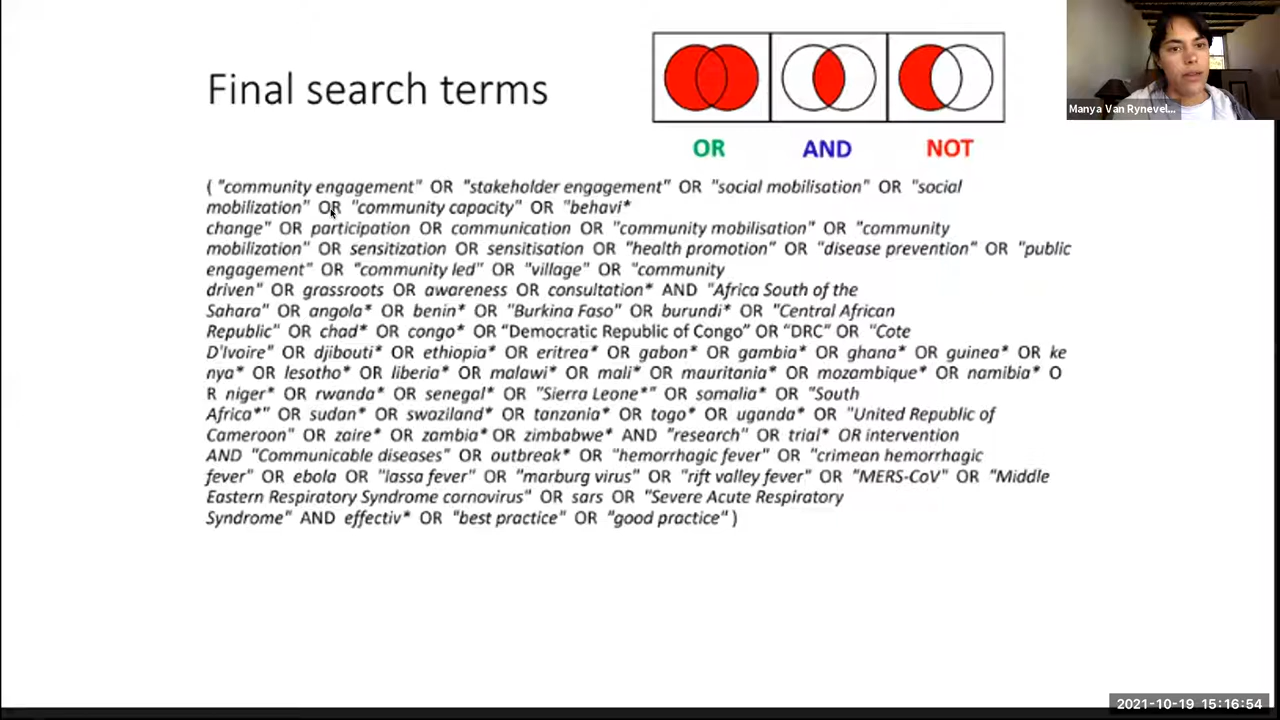 Final search terms
OR AND NOT
Manya Van Rynevel...
( "community engagement" OR "stakeholder engagement" OR "social mobilisation" OR "social
mobilization" OR "community capacity" OR "behavi*
change" OR participation OR communication OR "community mobilisation" OR "community
mobilization" OR sensitization OR sensitisation OR "health promotion" OR "disease prevention" OR "public
engagement" OR "community led" OR "village" OR "community
driven" OR grassroots OR awareness OR consultation* AND "Africa South of the
Sahara" OR angola* OR benin* OR "Burkina Faso" OR burundi* OR "Central African
Republic" OR chad* OR congo* OR "Democratic Republic of Congo" OR "DRC" OR "Cote
D'Ivoire" OR djibouti* OR ethiopia* OR eritrea* OR gabon* OR gambia* OR ghana* OR guinea* OR ke
nya* OR lesotho* OR liberia* OR malawi* OR mali* OR mauritania* OR mozambique* OR namibia* O
R niger* OR rwanda* OR senegal* OR "Sierra Leone*" OR somalia* OR "South
Africa*" OR sudan* OR swaziland* OR tanzania* OR togo* OR uganda* OR "United Republic of
Cameroon" OR zaire* OR zambia* OR zimbabwe* AND "research" OR trial* OR intervention
AND "Communicable diseases" OR outbreak* OR "hemorrhagic fever" OR "crimean hemorrhagic
fever" OR ebola OR "lassa fever" OR "marburg virus" OR "rift valley fever" OR "MERS-CoV" OR "Middle
Eastern Respiratory Syndrome cornovirus" OR sars OR "Severe Acute Respiratory
Syndrome" AND effectiv* OR "best practice" OR "good practice" )
2021-10-19 15:16:54